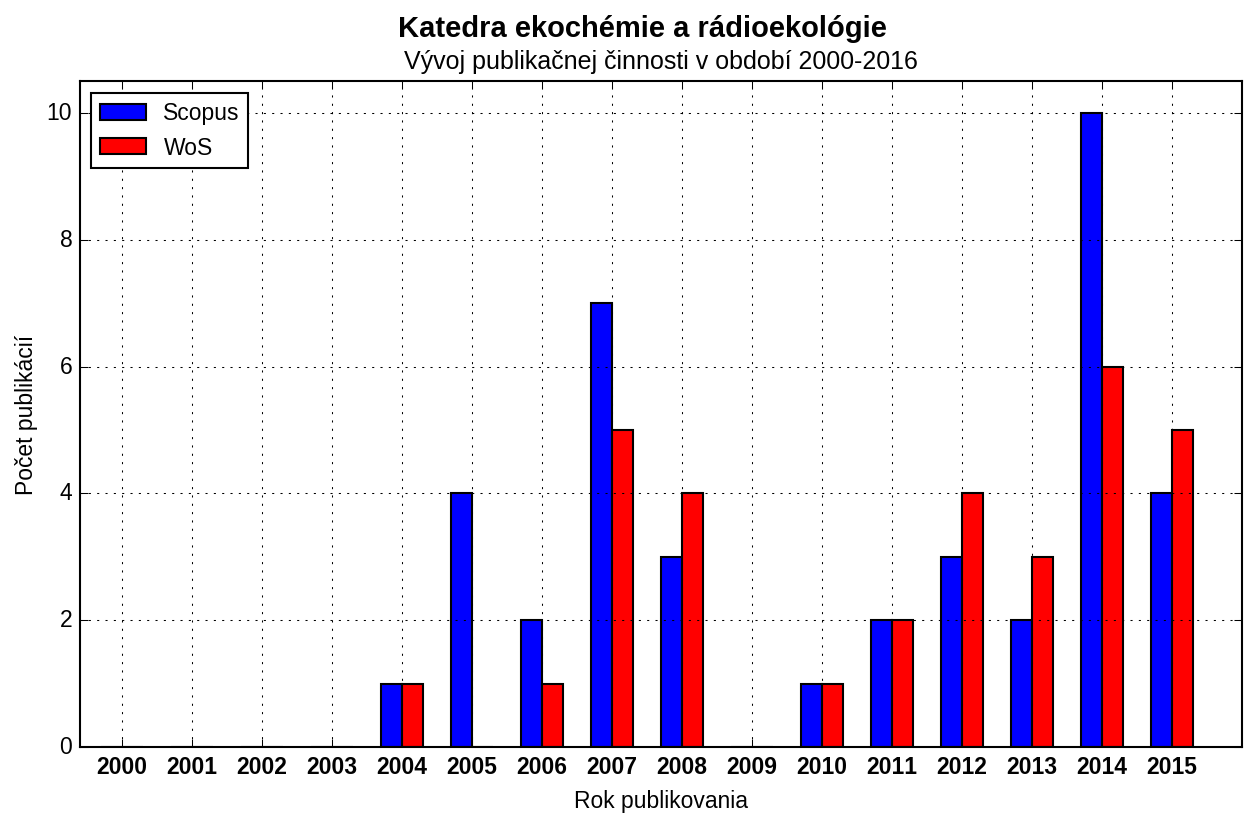 Katedra ekochémie a rádioekológie
Vývoj publikačnej činnosti v období 2000-2016
Scopus
WoS
10
8
6
4
2
0
Počet publikácií
2000 2001 2002 2003 2004 2005 2006 2007 2008 2009 2010 2011 2012 2013 2014 2015
Rok publikovania